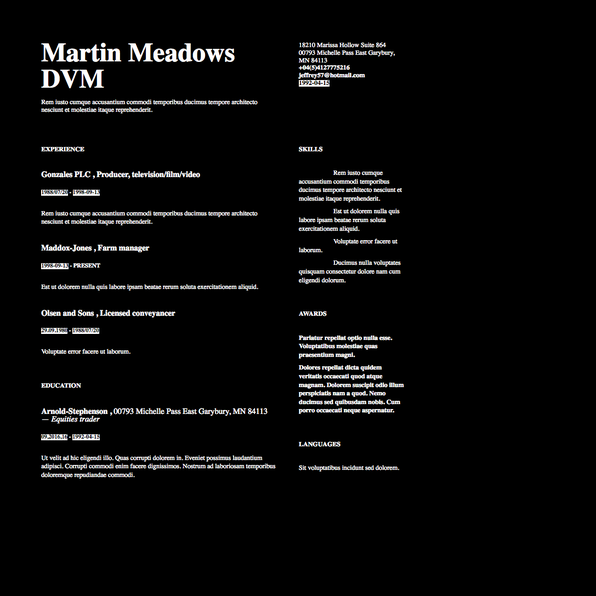 Martin Meadows
DVM
Rem iusto cumque accusantium commodi temporibus ducimus tempore architecto
nesciunt et molestiae itaque reprehenderit.
18210 Marissa Hollow Suite 864
00793 Michelle Pass East Garybury,
MN 84113
+04(5)4127775216
jeffrey57@hotmail.com
1992-04-15
EXPERIENCE
Gonzales PLC , Producer, television/film/video
1988/07/20 - 1998-09-13
Rem iusto cumque accusantium commodi temporibus ducimus tempore architecto
nesciunt et molestiae itaque reprehenderit.
Maddox-Jones , Farm manager
1998-09-13 - PRESENT
Est ut dolorem nulla quis labore ipsam beatae rerum soluta exercitationem aliquid.
Olsen and Sons , Licensed conveyancer
29.09.1980 - 1988/07/20
Voluptate error facere ut laborum.
EDUCATION
Arnold-Stephenson , 00793 Michelle Pass East Garybury, MN 84113
— Equities trader
09.2016.16 - 1992-04-15
Ut velit ad hic eligendi illo. Quas corrupti dolorem in. Eveniet possimus laudantium
adipisci. Corrupti commodi enim facere dignissimos. Nostrum ad laboriosam temporibus
doloremque repudiandae commodi.
SKILLS
Rem iusto cumque
accusantium commodi temporibus
ducimus tempore architecto nesciunt et
molestiae itaque reprehenderit.
Est ut dolorem nulla quis
labore ipsam beatae rerum soluta
exercitationem aliquid.
Voluptate error facere ut
laborum.
Ducimus nulla voluptates
quisquam consectetur dolore nam cum
eligendi dolorum.
AWARDS
Pariatur repellat optio nulla esse.
Voluptatibus molestiae quas
praesentium magni.
Dolores repellat dicta quidem
veritatis occaecati quod atque
magnam. Dolorem suscipit odio illum
perspiciatis nam a quod. Nemo
ducimus sed quibusdam nobis. Cum
porro occaecati neque aspernatur.
LANGUAGES
Sit voluptatibus incidunt sed dolorem.